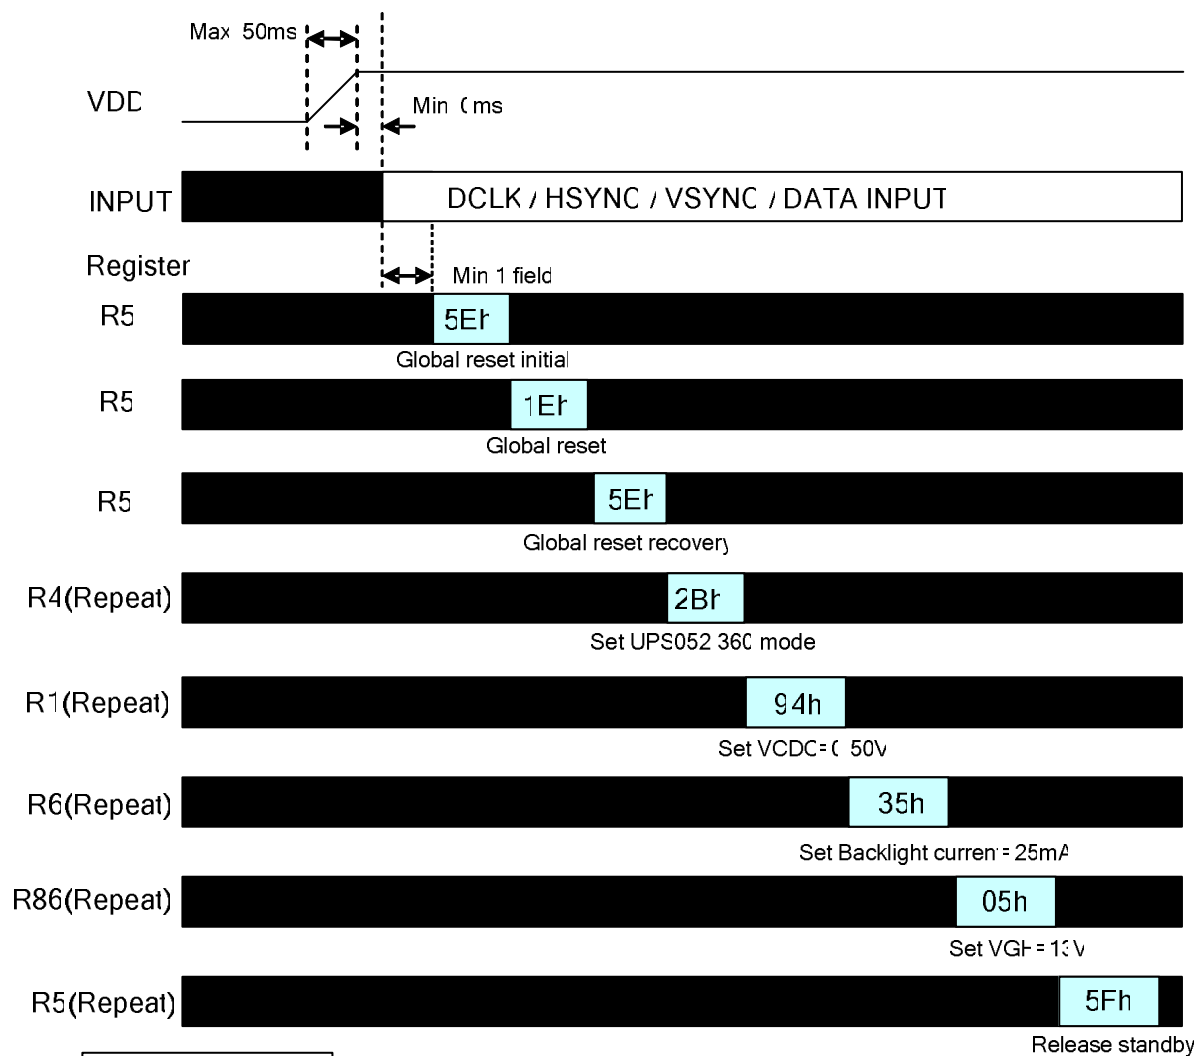 Max 50ms
VDD
Min 0ms
INPUT
DCLK / HSYNC / VSYNC / DATA INPUT
Register
Min 1 field
R5
5Eh
Global reset initial
R5
1Eh
Global reset
R5
5Eh
Global reset recovery
R4(Repeat)
2Bh
Set UPS052 360 mode
R1(Repeat)
94h
Set VCDC= 0 50V
R6(Repeat)
35h
Set Backlight current = 25mA
R86(Repeat)
05h
Set VGH = 13V
R5(Repeat)
5Fh
Release standby